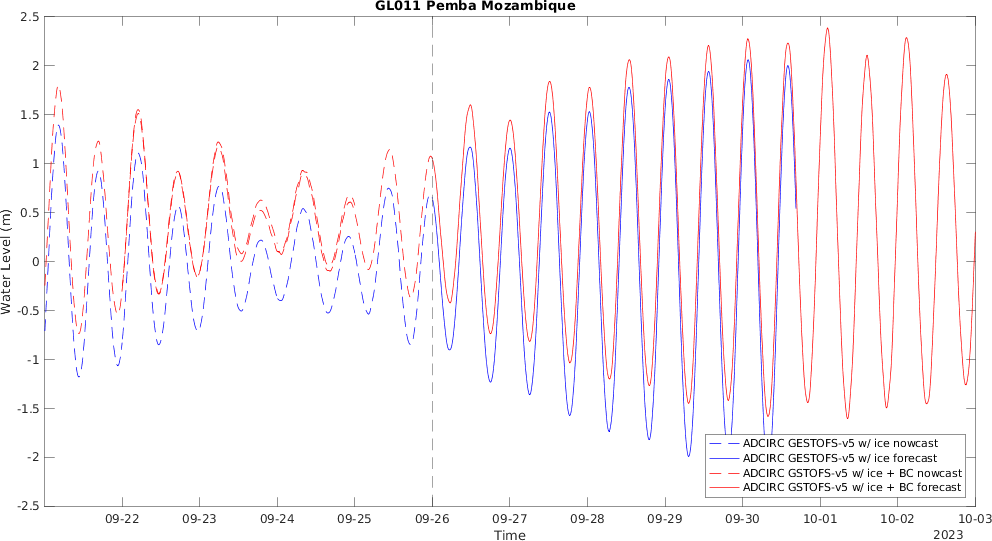 GL011 Pemba Mozambique
2.5
2
1.5
1
0.5
0
-0.5
-1
-1.5
-2
-2.5
Water Level (m)
ADCIRC GESTOFS-v5 w/ ice nowcast
ADCIRC GESTOFS-v5 w/ ice forecast
ADCIRC GSTOFS-v5 w/ ice + BC nowcast
ADCIRC GSTOFS-v5 w/ ice + BC forecast
09-22 09-23 09-24 09-25 09-26 09-27 09-28 09-29 09-30 10-01 10-02 10-03
Time
2023